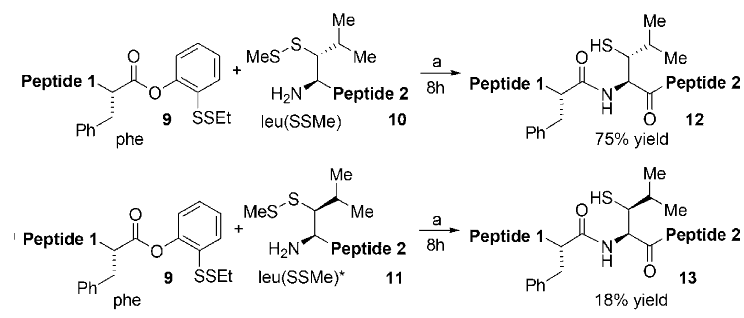 Me
S
Me
MeS
O
Peptide 1
O
+
H2N
Peptide 2
Ph
9
SSEt
leu(SSMe)
10
phe
a
8h
HS
Me
Me
O
Peptide 1
N
H
Peptide 2
O
Ph
12
75% yield
Me
S
Me
MeS
O
Peptide 1
O
+
H2N
Peptide 2
Ph
9
SSEt
leu(SSMe)*
11
phe
a
8h
HS
Me
Me
O
Peptide 1
N
H
Peptide 2
O
Ph
13
18% yield